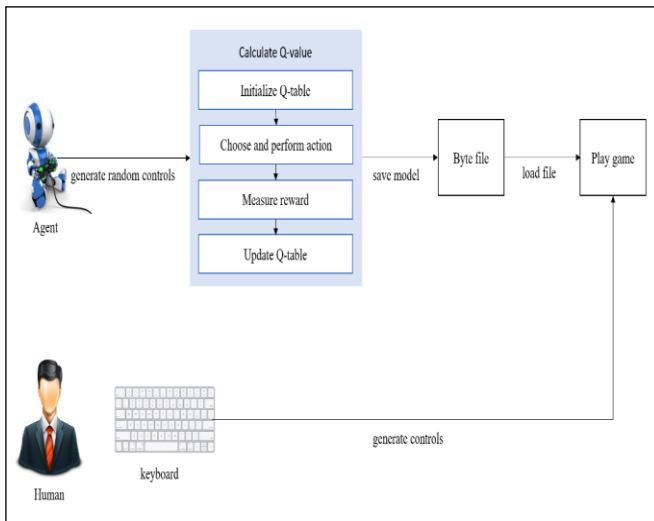 Calculate Q-value
Initialize Q-table
Choose and perform action
Measure reward
Update Q-table
generate random controls
Agent
save model
Byte file
load file
Play game
Human
keyboard
generate controls